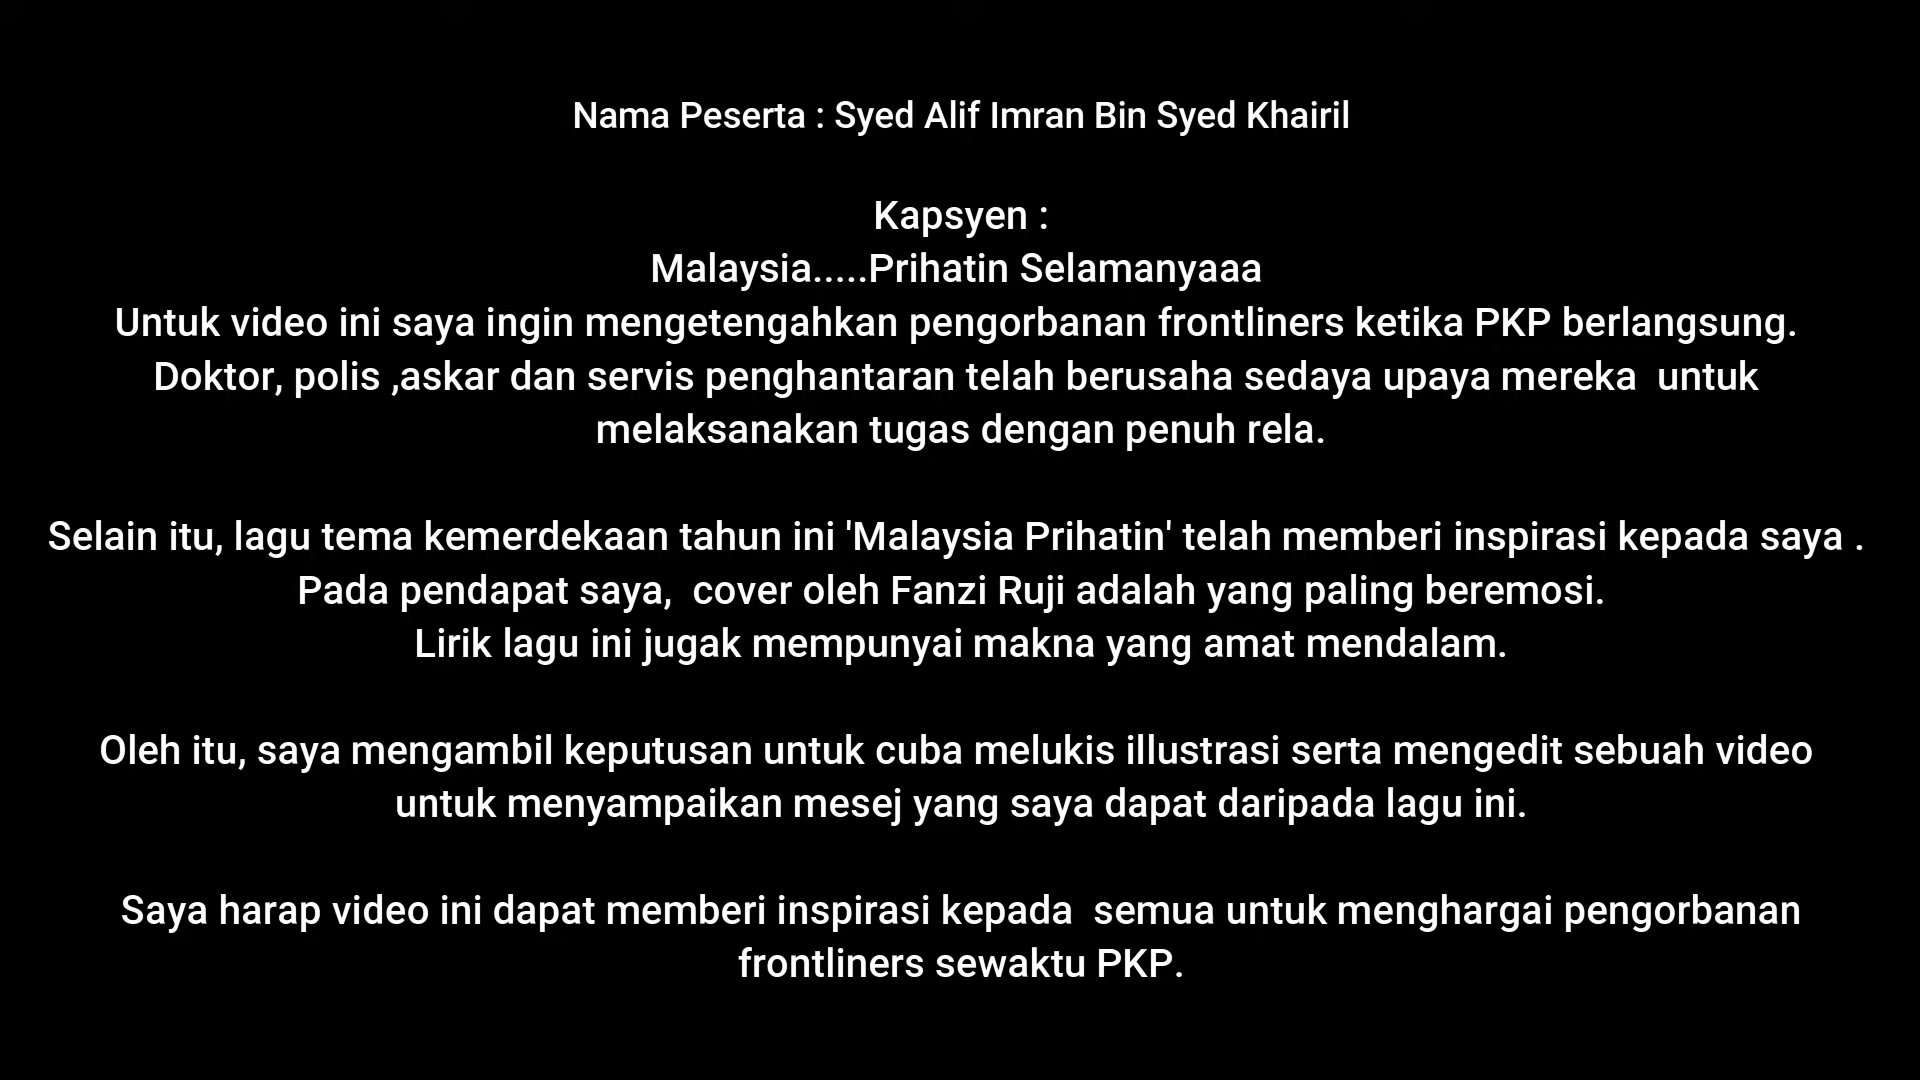 Nama Peserta : Syed Alif Imran Bin Syed Khairil
Kapsyen :
Malaysia.....Prihatin Selamanyaaa
Untuk video ini saya ingin mengetengahkan pengorbanan frontliners ketika PKP berlangsung.
Doktor, polis ,askar dan servis penghantaran telah berusaha sedaya upaya mereka  untuk
melaksanakan tugas dengan penuh rela.
Selain itu, lagu tema kemerdekaan tahun ini 'Malaysia Prihatin' telah memberi inspirasi kepada saya .
Pada pendapat saya,  cover oleh Fanzi Ruji adalah yang paling beremosi.
Lirik lagu ini jugak mempunyai makna yang amat mendalam.
Oleh itu, saya mengambil keputusan untuk cuba melukis illustrasi serta mengedit sebuah video
untuk menyampaikan mesej yang saya dapat daripada lagu ini.
Saya harap video ini dapat memberi inspirasi kepada  semua untuk menghargai pengorbanan
frontliners sewaktu PKP.